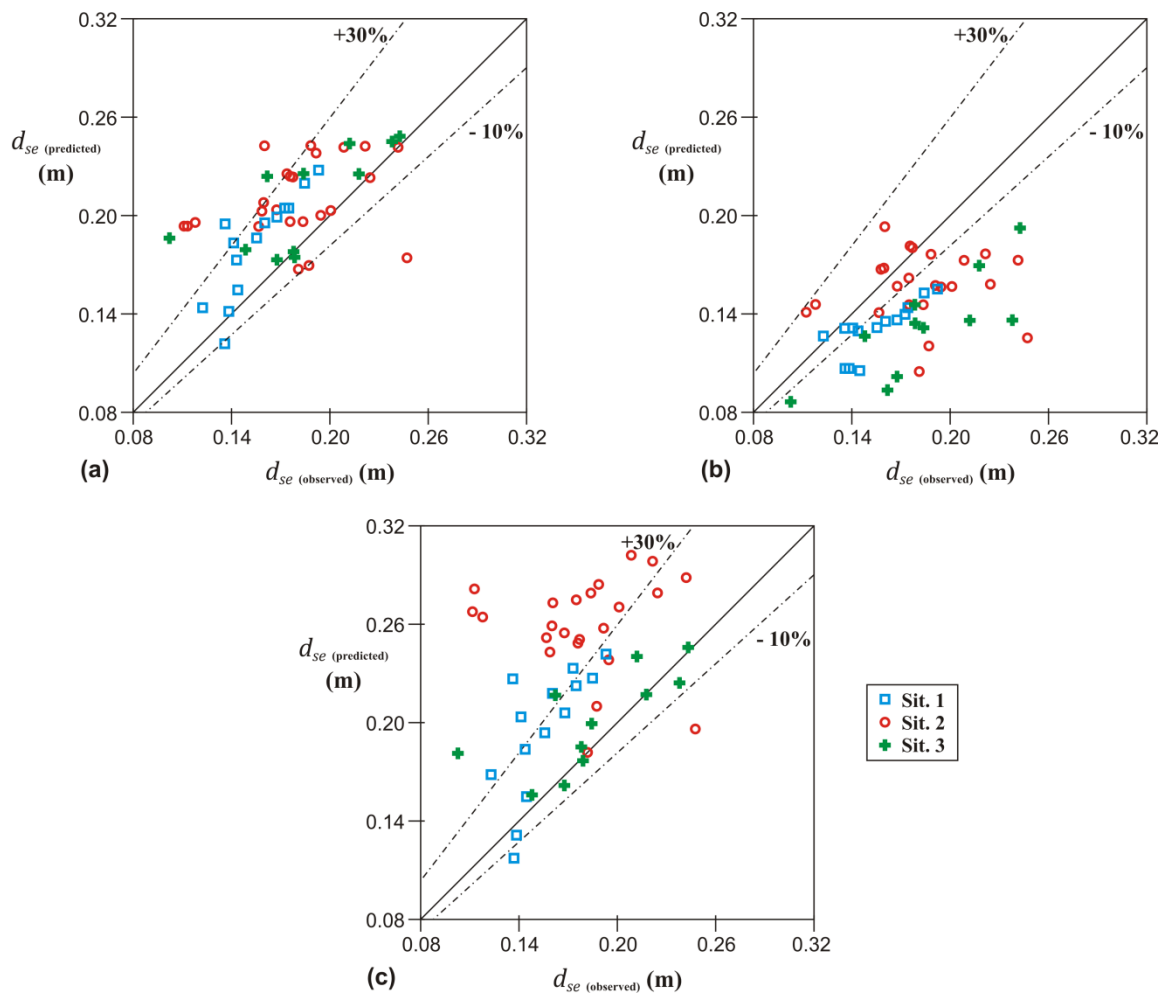 0.32
0.26
0.20
0.14
0.08
d_se (predicted)
(m)
+30%
- 10%
0.08 0.14 0.20 0.26 0.32
(a) d_se (observed) (m)
0.32
0.26
0.20
0.14
0.08
d_se (predicted)
(m)
+30%
- 10%
0.08 0.14 0.20 0.26 0.32
(b) d_se (observed) (m)
0.32
0.26
0.20
0.14
0.08
d_se (predicted)
(m)
+30%
- 10%
0.08 0.14 0.20 0.26 0.32
(c) d_se (observed) (m)
Sit. 1
Sit. 2
Sit. 3